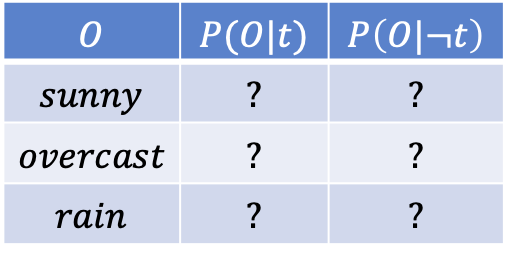 O P(O|t) P(O|¬t)
sunny ? ?
overcast ? ?
rain ? ?